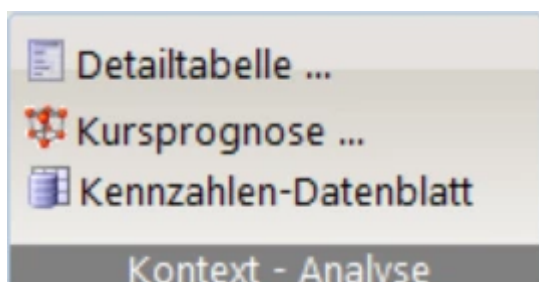 Detailtabelle ...
Kursprognose ...
Kennzahlen-Datenblatt
Kontext - Analyse